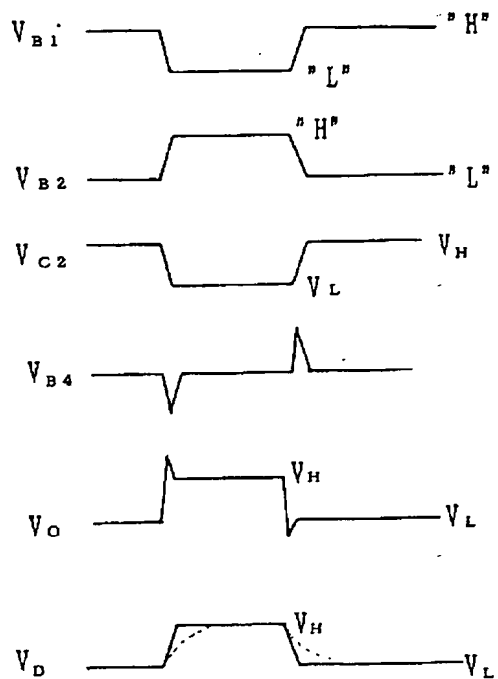 VB1 "H"
"L"
"H"
VB2 "L"
VC2 VH
VL
VB4
VH
VO VL
VH
VD VL